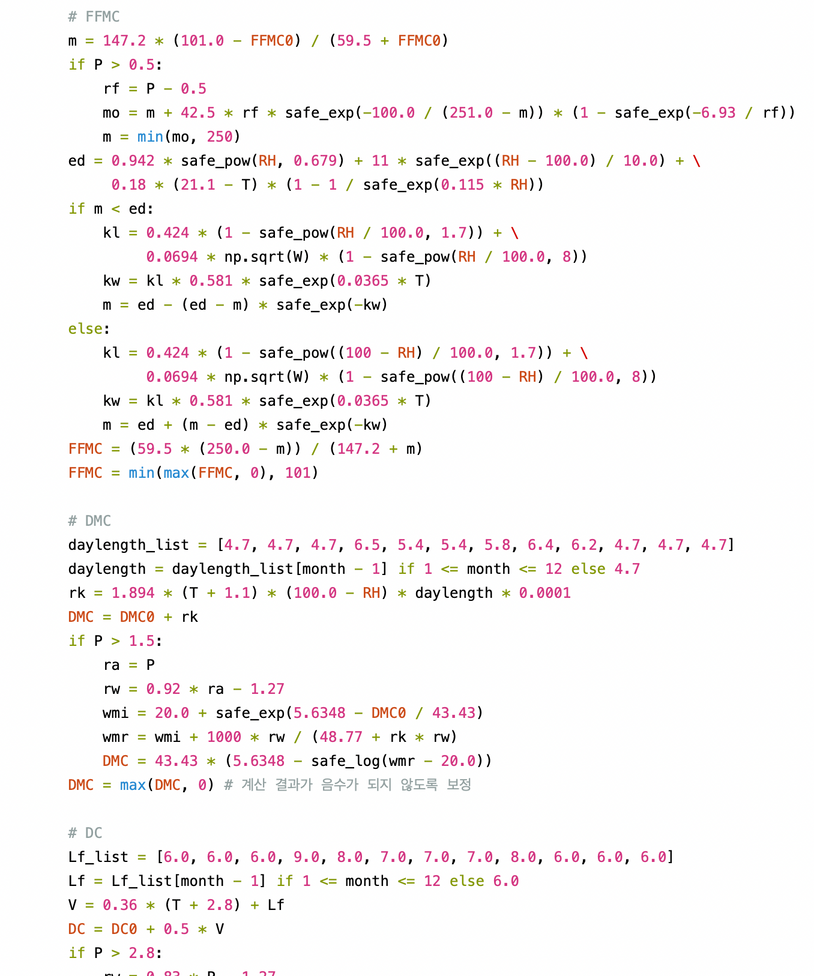 # FFMC
m = 147.2 * (101.0 - FFMC0) / (59.5 + FFMC0)
if P > 0.5:
    rf = P - 0.5
    mo = m + 42.5 * rf * safe_exp(-100.0 / (251.0 - m)) * (1 - safe_exp(-6.93 / rf))
    m = min(mo, 250)
ed = 0.942 * safe_pow(RH, 0.679) + 11 * safe_exp((RH - 100.0) / 10.0) + \
     0.18 * (21.1 - T) * (1 - 1 / safe_exp(0.115 * RH))
if m < ed:
    kl = 0.424 * (1 - safe_pow(RH / 100.0, 1.7)) + \
         0.0694 * np.sqrt(W) * (1 - safe_pow(RH / 100.0, 8))
    kw = kl * 0.581 * safe_exp(0.0365 * T)
    m = ed - (ed - m) * safe_exp(-kw)
else:
    kl = 0.424 * (1 - safe_pow((100 - RH) / 100.0, 1.7)) + \
         0.0694 * np.sqrt(W) * (1 - safe_pow((100 - RH) / 100.0, 8))
    kw = kl * 0.581 * safe_exp(0.0365 * T)
    m = ed + (m - ed) * safe_exp(-kw)
FFMC = (59.5 * (250.0 - m)) / (147.2 + m)
FFMC = min(max(FFMC, 0), 101)
# DMC
daylength_list = [4.7, 4.7, 4.7, 6.5, 5.4, 5.4, 5.8, 6.4, 6.2, 4.7, 4.7, 4.7]
daylength = daylength_list[month - 1] if 1 <= month <= 12 else 4.7
rk = 1.894 * (T + 1.1) * (100.0 - RH) * daylength * 0.0001
DMC = DMC0 + rk
if P > 1.5:
    ra = P
    rw = 0.92 * ra - 1.27
    wmi = 20.0 + safe_exp(5.6348 - DMC0 / 43.43)
    wmr = wmi + 1000 * rw / (48.77 + rk * rw)
    DMC = 43.43 * (5.6348 - safe_log(wmr - 20.0))
DMC = max(DMC, 0) # 계산 결과가 음수가 되지 않도록 보정
# DC
Lf_list = [6.0, 6.0, 6.0, 9.0, 8.0, 7.0, 7.0, 7.0, 8.0, 6.0, 6.0, 6.0]
Lf = Lf_list[month - 1] if 1 <= month <= 12 else 6.0
V = 0.36 * (T + 2.8) + Lf
DC = DC0 + 0.5 * V
if P > 2.8:
    rw = 0.83 * P - 1.27